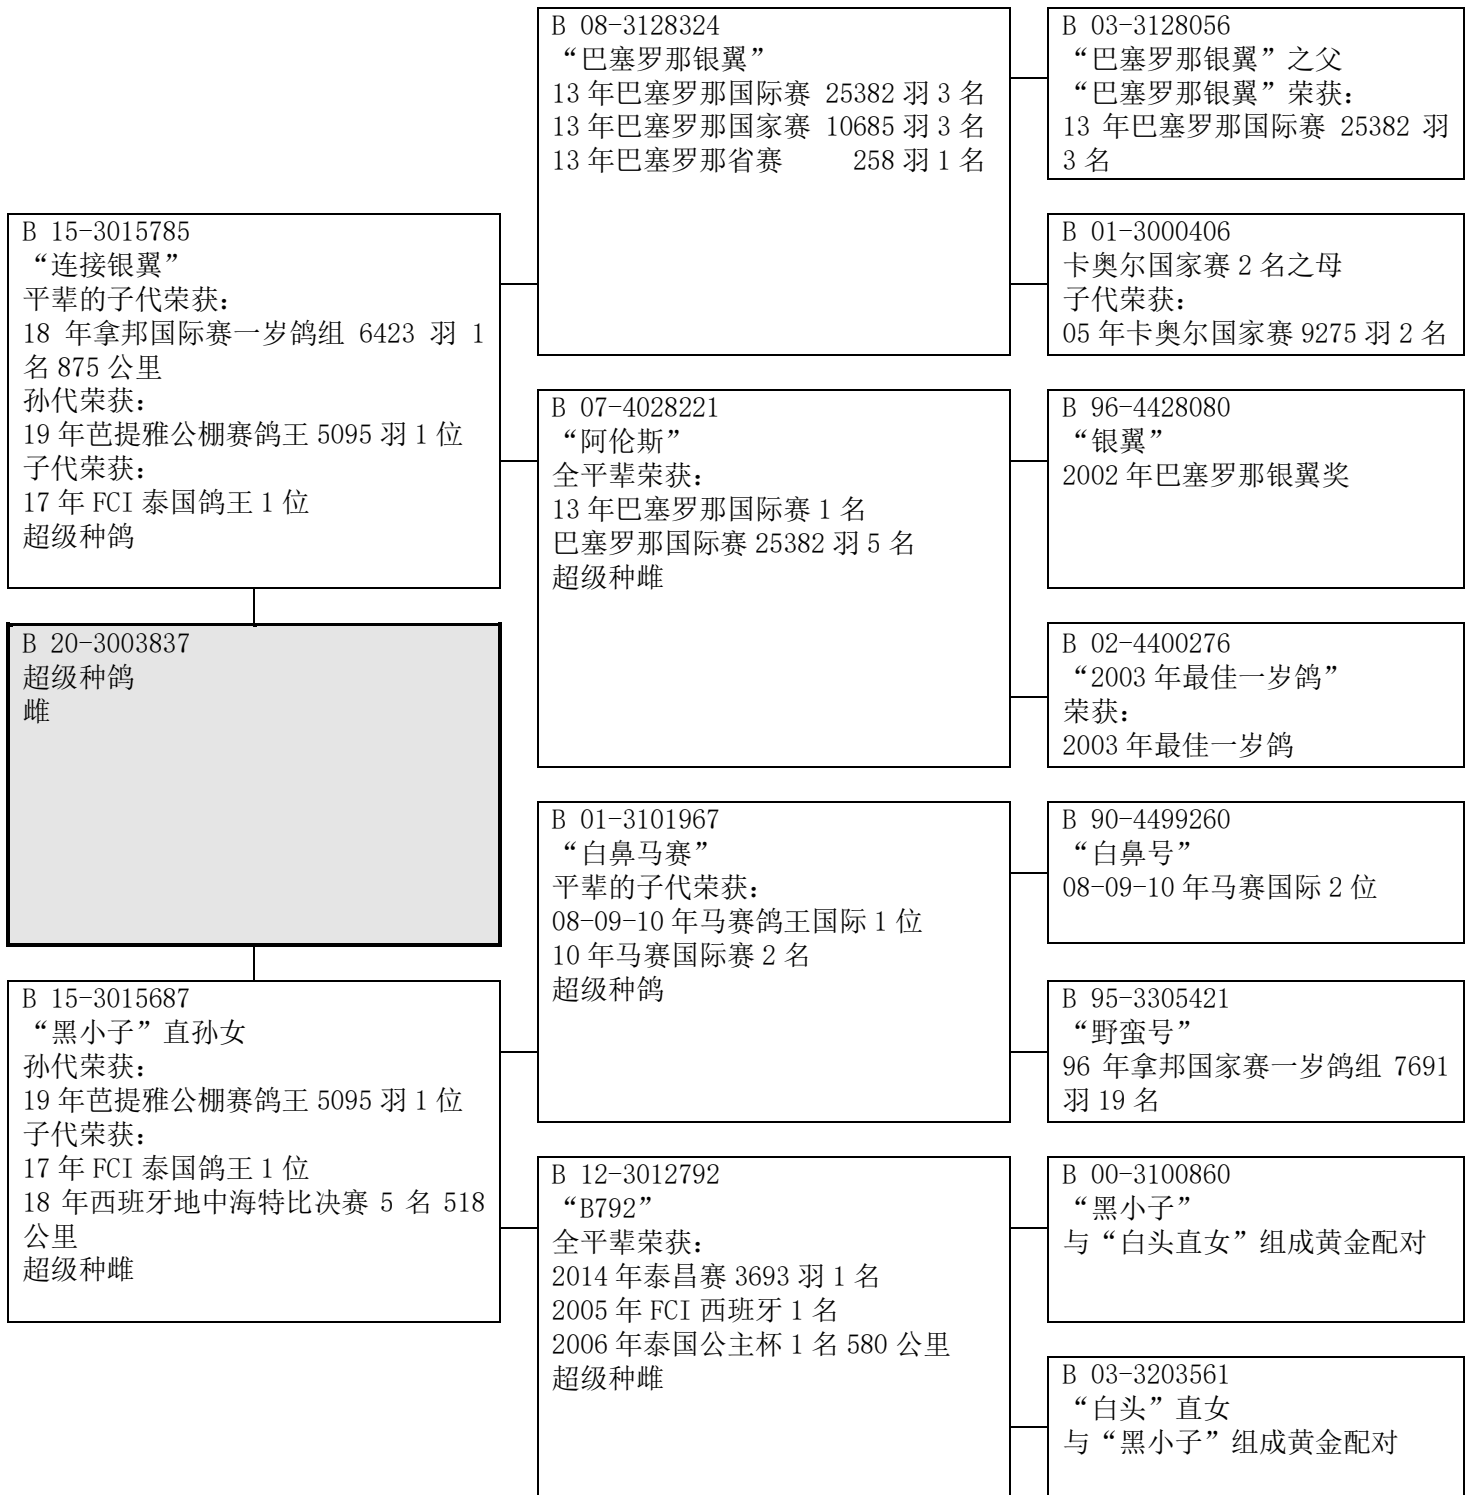 B 08-3128324
“巴塞罗那银翼”
13 年巴塞罗那国际赛 25382 羽 3 名
13 年巴塞罗那国家赛 10685 羽 3 名
13 年巴塞罗那省赛 258 羽 1 名
B 03-3128056
“巴塞罗那银翼”之父
“巴塞罗那银翼”荣获：
13 年巴塞罗那国际赛 25382 羽
3 名
B 15-3015785
“连接银翼”
平辈的子代荣获：
18 年拿邦国际赛一岁鸽组 6423 羽 1
名 875 公里
孙代荣获：
19 年芭提雅公棚赛鸽王 5095 羽 1 位
子代荣获：
17 年 FCI 泰国鸽王 1 位
超级种鸽
B 01-3000406
卡奥尔国家赛 2 名之母
子代荣获：
05 年卡奥尔国家赛 9275 羽 2 名
B 07-4028221
“阿伦斯”
全平辈荣获：
13 年巴塞罗那国际赛 1 名
巴塞罗那国际赛 25382 羽 5 名
超级种雌
B 96-4428080
“银翼”
2002 年巴塞罗那银翼奖
B 20-3003837
超级种鸽
雌
B 02-4400276
“2003 年最佳一岁鸽”
荣获：
2003 年最佳一岁鸽
B 01-3101967
“白鼻马赛”
平辈的子代荣获：
08-09-10 年马赛鸽王国际 1 位
10 年马赛国际赛 2 名
超级种鸽
B 90-4499260
“白鼻号”
08-09-10 年马赛国际 2 位
B 15-3015687
“黑小子”直孙女
孙代荣获：
19 年芭提雅公棚赛鸽王 5095 羽 1 位
子代荣获：
17 年 FCI 泰国鸽王 1 位
18 年西班牙地中海特比决赛 5 名 518
公里
超级种雌
B 95-3305421
“野蛮号”
96 年拿邦国家赛一岁鸽组 7691
羽 19 名
B 12-3012792
“B792”
全平辈荣获：
2014 年泰昌赛 3693 羽 1 名
2005 年 FCI 西班牙 1 名
2006 年泰国公主杯 1 名 580 公里
超级种雌
B 00-3100860
“黑小子”
与“白头直女”组成黄金配对
B 03-3203561
“白头”直女
与“黑小子”组成黄金配对